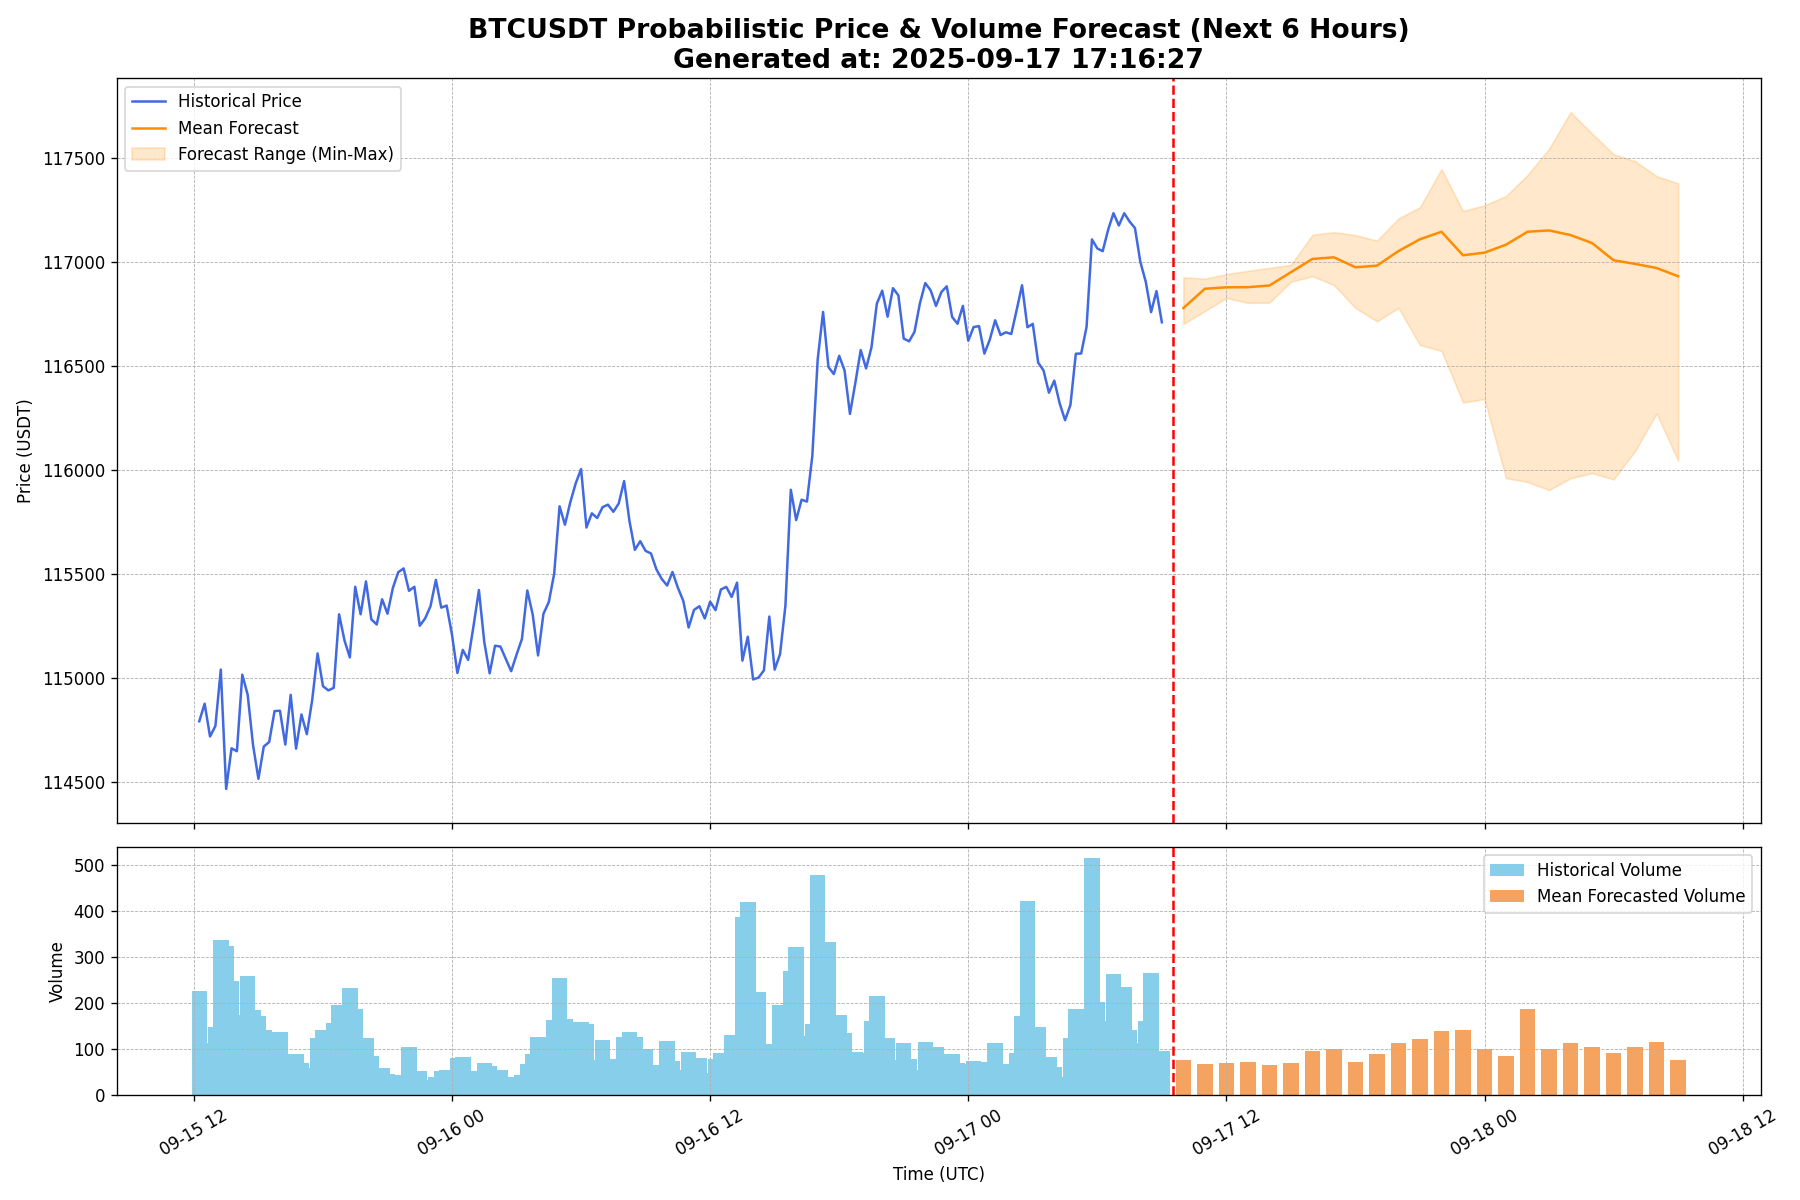 BTCUSDT Probabilistic Price & Volume Forecast (Next 6 Hours)
Generated at: 2025-09-17 17:16:27
Historical Price
Mean Forecast
Forecast Range (Min-Max)
117500
117000
116500
116000
115500
115000
114500
Price (USDT)
Historical Volume
Mean Forecasted Volume
500
400
300
200
100
0
Volume
09-15 12
09-16 00
09-16 12
09-17 00
09-17 12
09-18 00
09-18 12
Time (UTC)